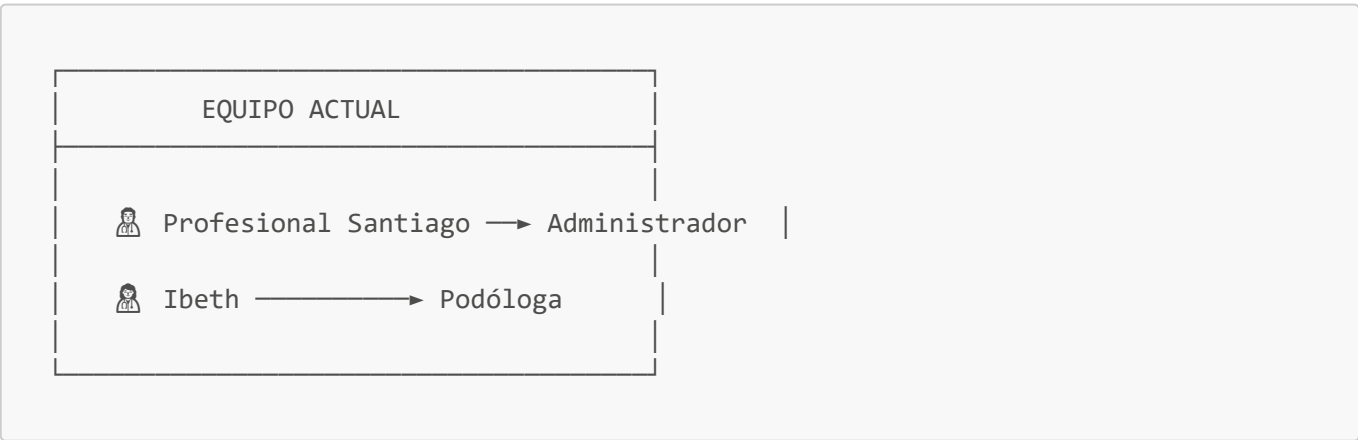 EQUIPO ACTUAL
👨‍⚕️ Profesional Santiago ──► Administrador
👩‍⚕️ Ibeth ──────────► Podóloga